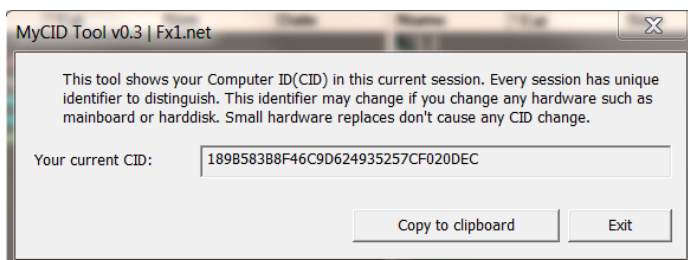 MyCID Tool v0.3 | Fx1.net
This tool shows your Computer ID(CID) in this current session. Every session has unique
identifier to distinguish. This identifier may change if you change any hardware such as
mainboard or harddisk. Small hardware replaces don't cause any CID change.
Your current CID: 189B583B8F46C9D624935257CF020DEC
Copy to clipboard Exit